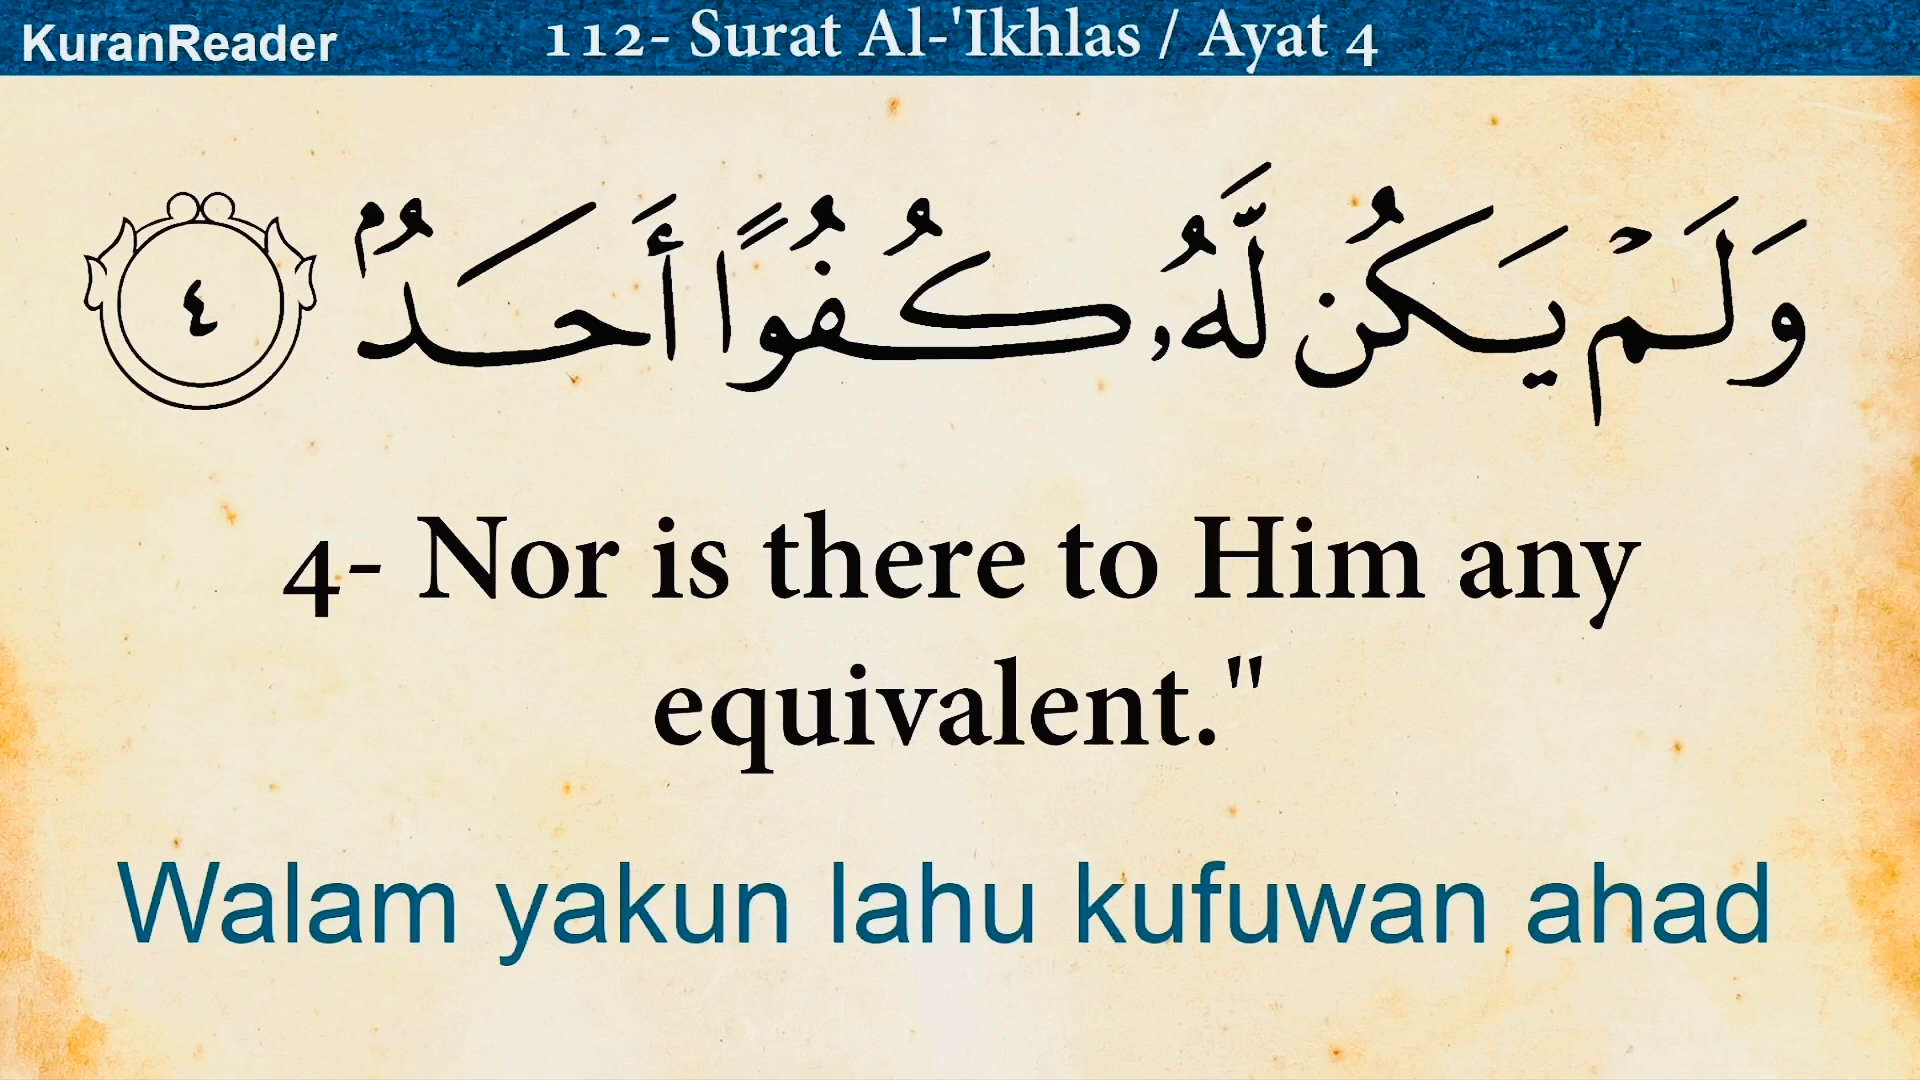 KuranReader
112- Surat Al-'Ikhlas / Ayat 4
وَلَمْ يَكُن لَّهُۥ كُفُوًا أَحَدٌۢ ٤
4- Nor is there to Him any
equivalent."
Walam yakun lahu kufuwan ahad